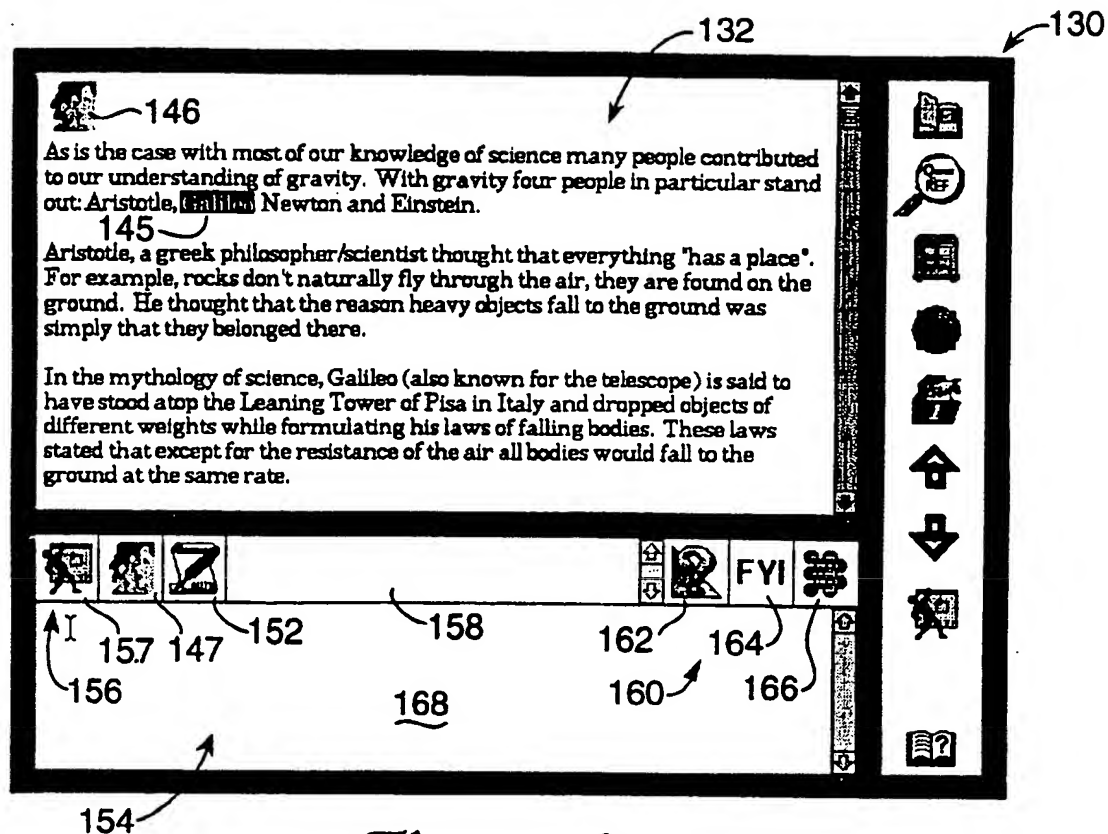 132
130
146
As is the case with most of our knowledge of science many people contributed
to our understanding of gravity. With gravity four people in particular stand
out: Aristotle, Galileo Newton and Einstein.
145
REF
Aristotle, a greek philosopher/scientist thought that everything "has a place".
For example, rocks don't naturally fly through the air, they are found on the
ground. He thought that the reason heavy objects fall to the ground was
simply that they belonged there.
In the mythology of science, Galileo (also known for the telescope) is said to
have stood atop the Leaning Tower of Pisa in Italy and dropped objects of
different weights while formulating his laws of falling bodies. These laws
stated that except for the resistance of the air all bodies would fall to the
ground at the same rate.
FYI
157 147 152 158 162 164
156 160 166
168
?
154